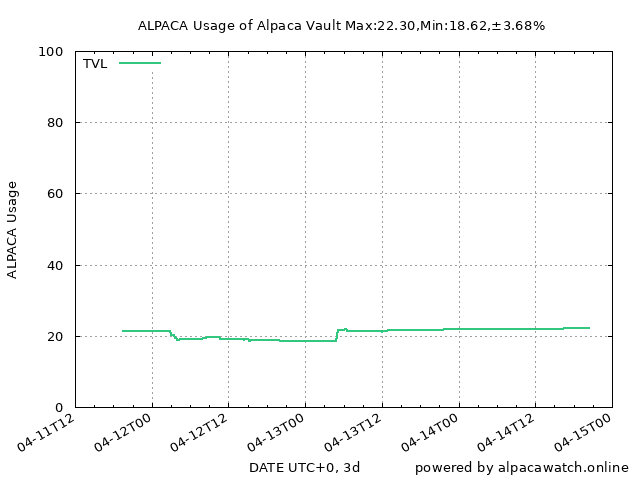 ALPACA Usage of Alpaca Vault Max:22.30,Min:18.62,±3.68%
100
80
60
40
20
0
TVL
ALPACA Usage
04-11T12
04-12T00
04-12T12
04-13T00
04-13T12
04-14T00
04-14T12
04-15T00
DATE UTC+0, 3d
powered by alpacawatch.online